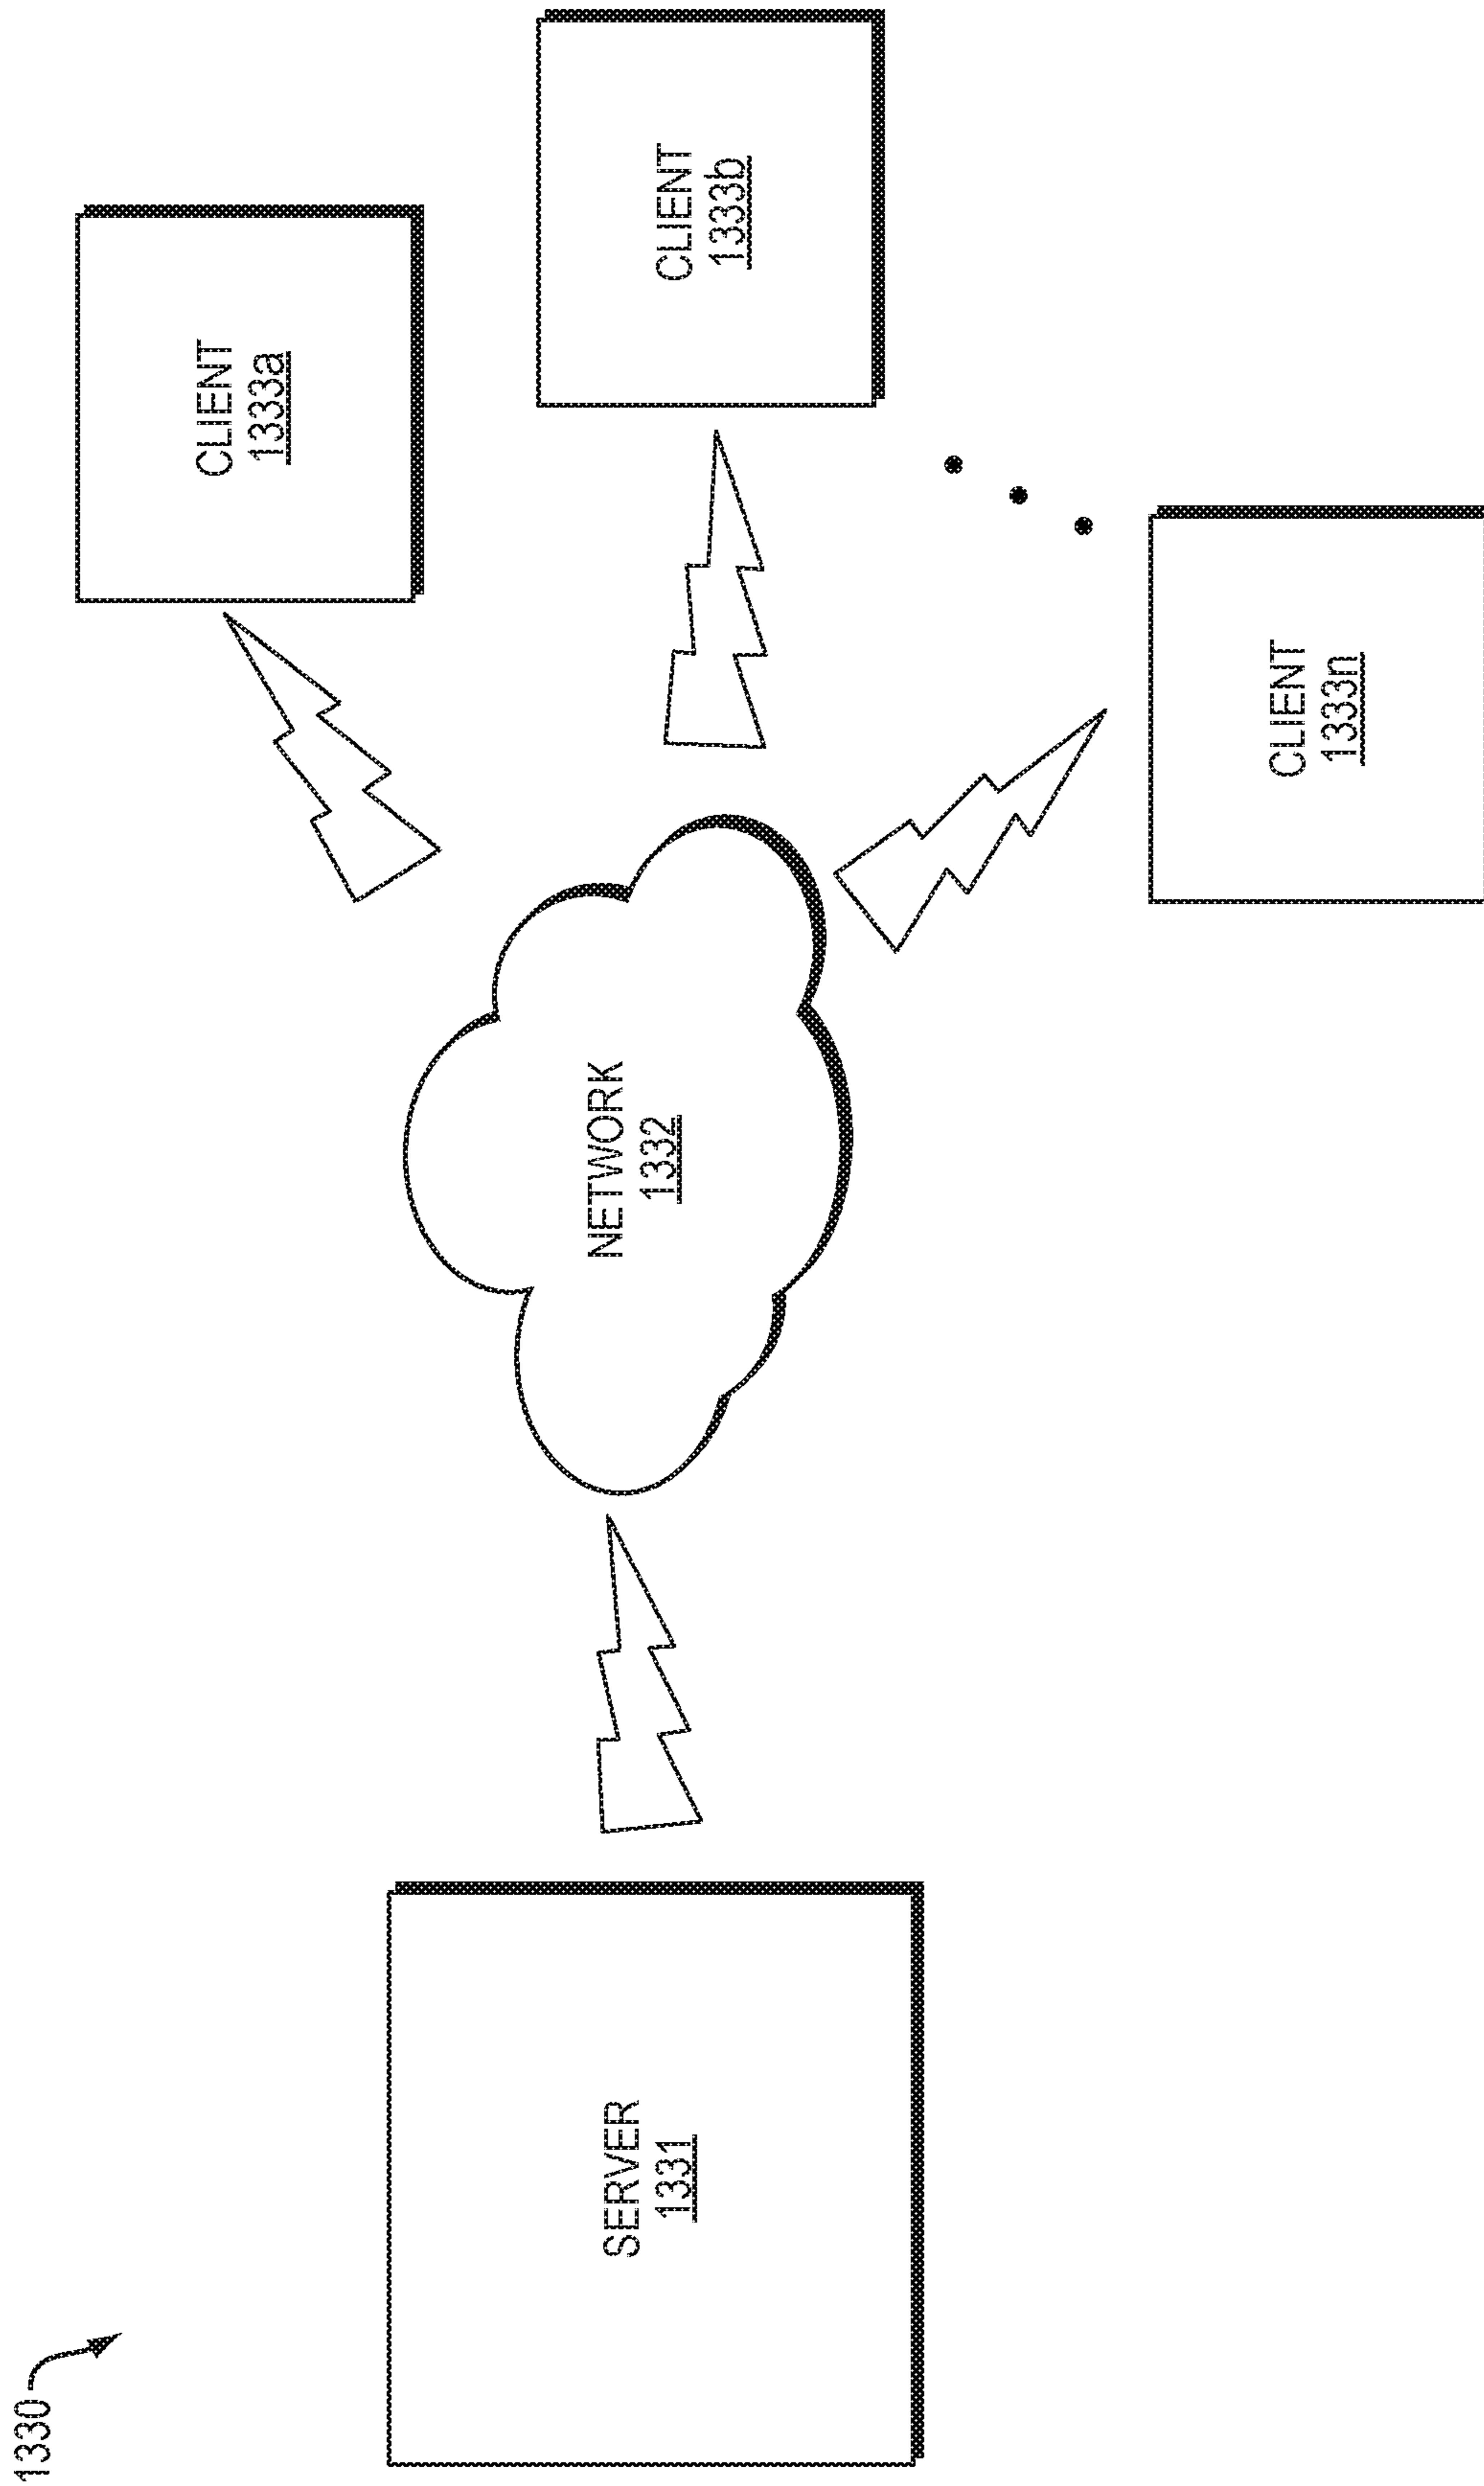 1330
SERVER
1331
NETWORK
1332
CLIENT
1333a
CLIENT
1333b
CLIENT
1333n